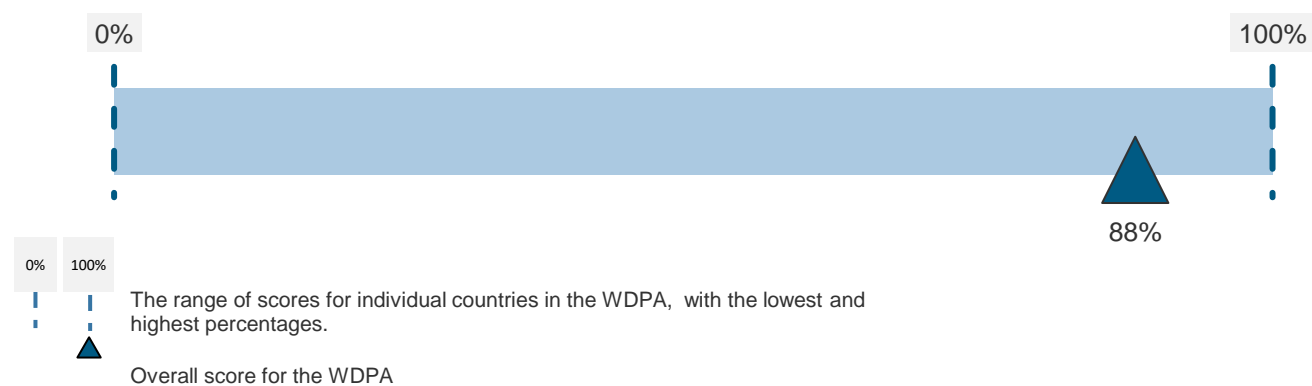 0% 100%
88%
0% 100%
The range of scores for individual countries in the WDPA, with the lowest and
highest percentages.
Overall score for the WDPA